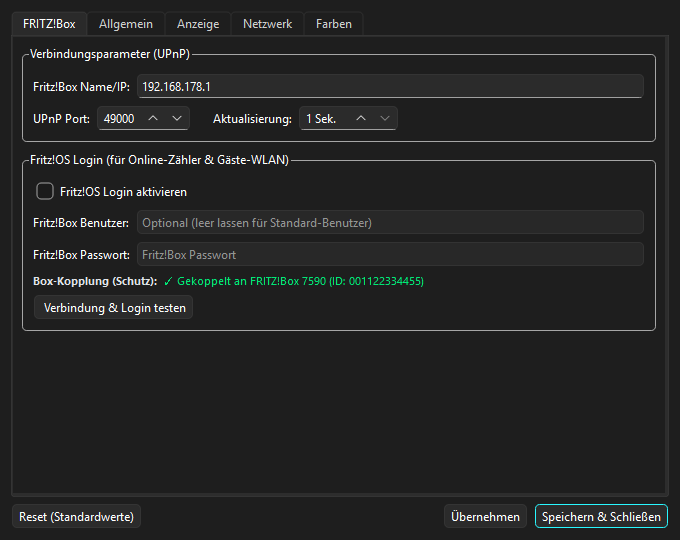 FRITZ!Box Allgemein Anzeige Netzwerk Farben
Verbindungsparameter (UPnP)
Fritz!Box Name/IP: 192.168.178.1
UPnP Port: 49000 Aktualisierung: 1 Sek.
Fritz!OS Login (für Online-Zähler & Gäste-WLAN)
Fritz!OS Login aktivieren
Fritz!Box Benutzer: Optional (leer lassen für Standard-Benutzer)
Fritz!Box Passwort: Fritz!Box Passwort
Box-Kopplung (Schutz): ✓ Gekoppelt an FRITZ!Box 7590 (ID: 001122334455)
Verbindung & Login testen
Reset (Standardwerte) Übernehmen Speichern & Schließen